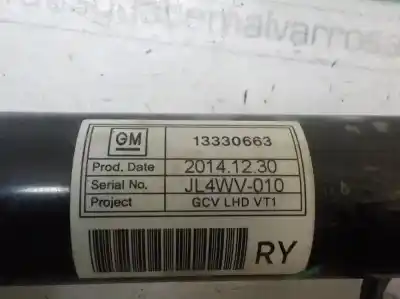 GM 13330663
Prod. Date 2014.12.30
Serial No. JL4WV-010
Project GCV LHD VT1
RY